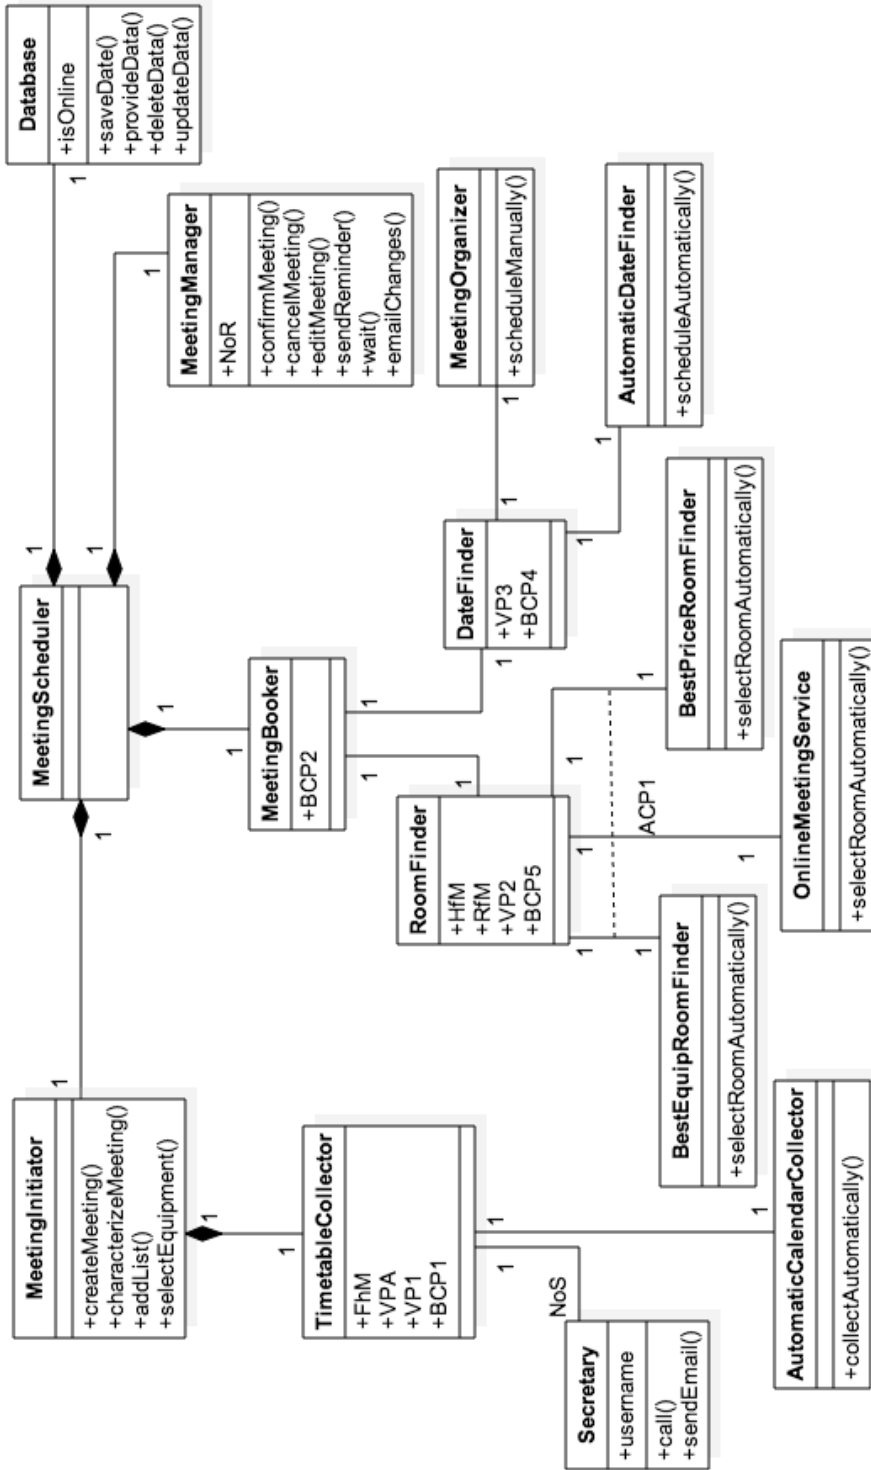 MeetingScheduler
1
1
1
1
MeetingInitiator
+createMeeting()
+characterizeMeeting()
+addList()
+selectEquipment()
1
1
MeetingBooker
+BCP2
1
1
1
MeetingManager
+NoR
+confirmMeeting()
+cancelMeeting()
+editMeeting()
+sendReminder()
+wait()
+emailChanges()
1
Database
+isOnline
+saveDate()
+provideData()
+deleteData()
+updateData()
1
TimetableCollector
+FhM
+VPA
+VP1
+BCP1
1
1
1
RoomFinder
+HfM
+RfM
+VP2
+BCP5
1
1
1
1
DateFinder
+VP3
+BCP4
1
1
1
MeetingOrganizer
+scheduleManually()
1
Secretary
+username
+call()
+sendEmail()
NoS
AutomaticCalendarCollector
+collectAutomatically()
1
BestEquipRoomFinder
+selectRoomAutomatically()
1
ACP1
OnlineMeetingService
+selectRoomAutomatically()
1
BestPriceRoomFinder
+selectRoomAutomatically()
1
AutomaticDateFinder
+scheduleAutomatically()
1